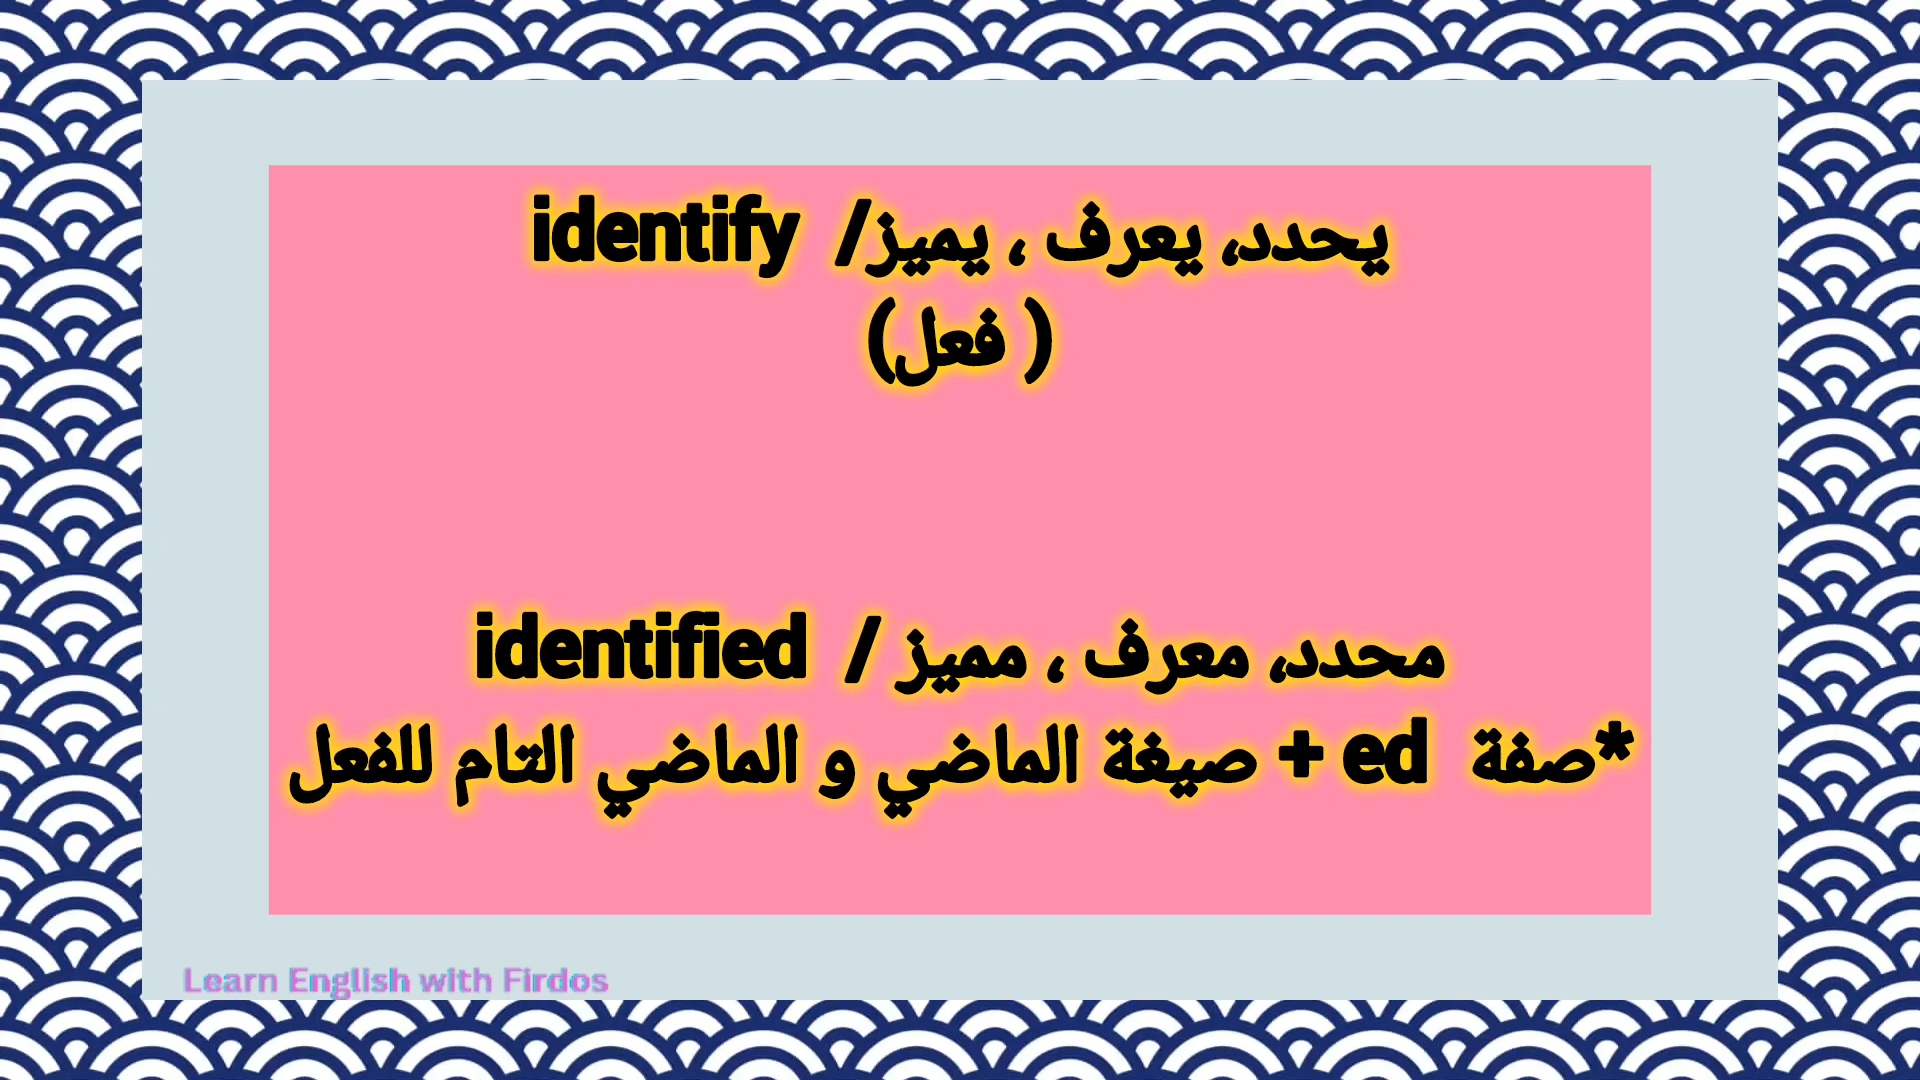 يحدد، يعرف ، يميز/ identify
( فعل)
محدد، معرف ، مميز / identified
*صفة ed + صيغة الماضي و الماضي التام للفعل
Learn English with Firdos